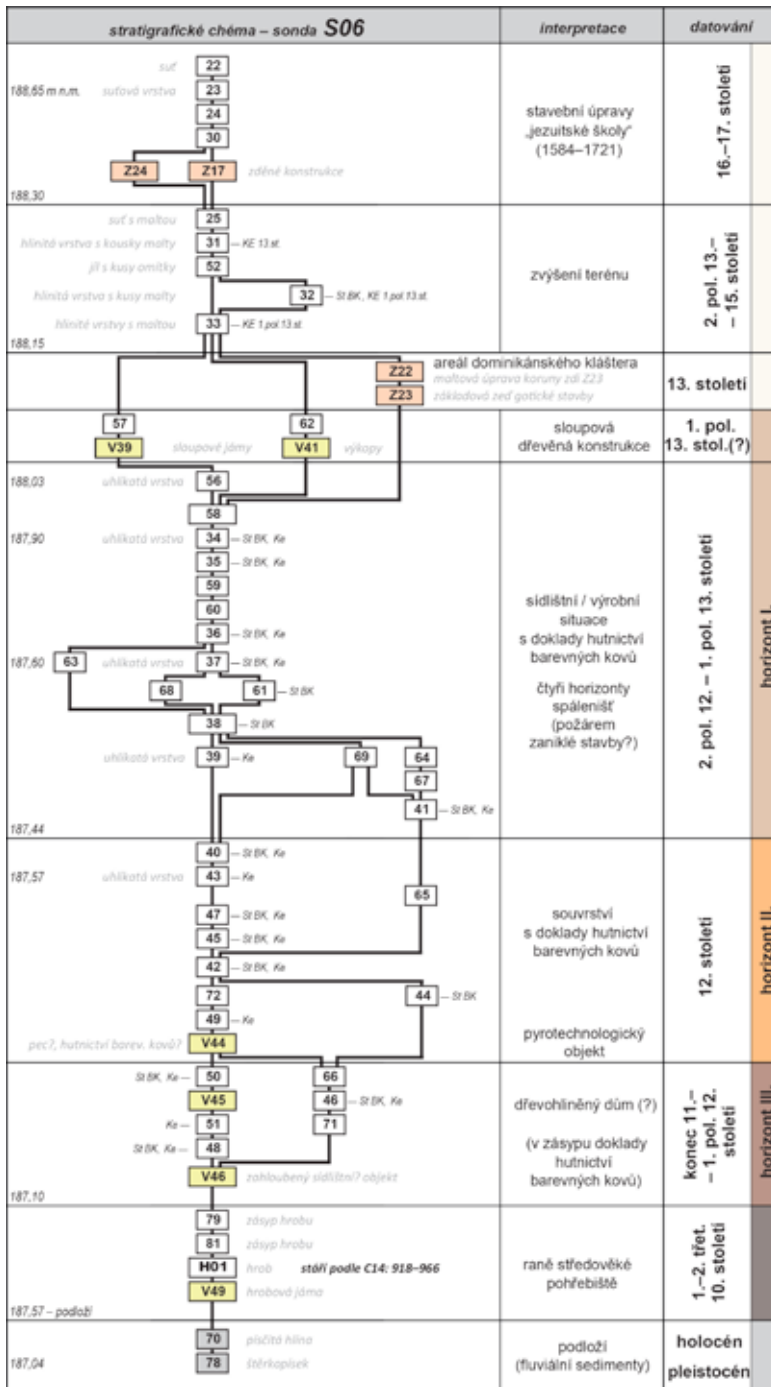 stratigrafické chéma – sonda S06
interpretace
datování
suť
22
188,65 m n.m.
suťová vrstva
23
24
30
Z24
Z17
zděné konstrukce
188,30
stavební úpravy
„jezuitské školy“
(1584–1721)
16.–17. století
suť s maltou
25
hlinitá vrstva s kousky malty
31
– KE 13.st.
jíl s kusy omítky
52
hlinitá vrstva s kusy malty
32
– St.BK, KE 1.pol.13.st.
hlinité vrstvy s maltou
33
– KE 1.pol.13.st.
188,15
zvýšení terénu
2. pol. 13.–
– 15. století
Z22
areál dominikánského kláštera
maltová úprava koruny zdi Z23
Z23
základová zeď gotické stavby
13. století
57
62
V39
sloupové jámy
V41
výkopy
sloupová
dřevěná konstrukce
1. pol.
13. stol.(?)
188,03
uhlíkatá vrstva
56
58
187,90
uhlíkatá vrstva
34
– St BK, Ke
35
– St BK, Ke
59
60
36
– St BK, Ke
187,60
63
uhlíkatá vrstva
37
– St BK, Ke
68
61
– St BK
38
– St BK
uhlíkatá vrstva
39
– Ke
69
64
67
41
– St BK, Ke
187,44
sídlištní / výrobní
situace
s doklady hutnictví
barevných kovů
čtyři horizonty
spálenišť
(požárem
zaniklé stavby?)
2. pol. 12. – 1. pol. 13. století
horizont I.
40
– St BK, Ke
187,57
uhlíkatá vrstva
43
– Ke
65
47
– St BK, Ke
45
– St BK, Ke
42
– St BK, Ke
72
44
– St BK
49
– Ke
pec?, hutnictví barev. kovů?
V44
souvrství
s doklady hutnictví
barevných kovů
pyrotechnologický
objekt
12. století
horizont II.
St BK, Ke –
50
66
V45
46
– St BK, Ke
Ke –
51
71
St BK, Ke –
48
V46
zahloubený sídlištní? objekt
187,10
dřevohliněný dům (?)
(v zásypu doklady
hutnictví
barevných kovů)
konec 11.–
– 1. pol. 12.
století
horizont III.
79
zásyp hrobu
81
zásyp hrobu
H01
hrob
stáří podle C14: 918–966
V49
hrobová jáma
187,57 – podloží
raně středověké
pohřebiště
1.–2. třet.
10. století
70
písčitá hlína
78
štěrkopísek
187,04
podloží
(fluviální sedimenty)
holocén
pleistocén